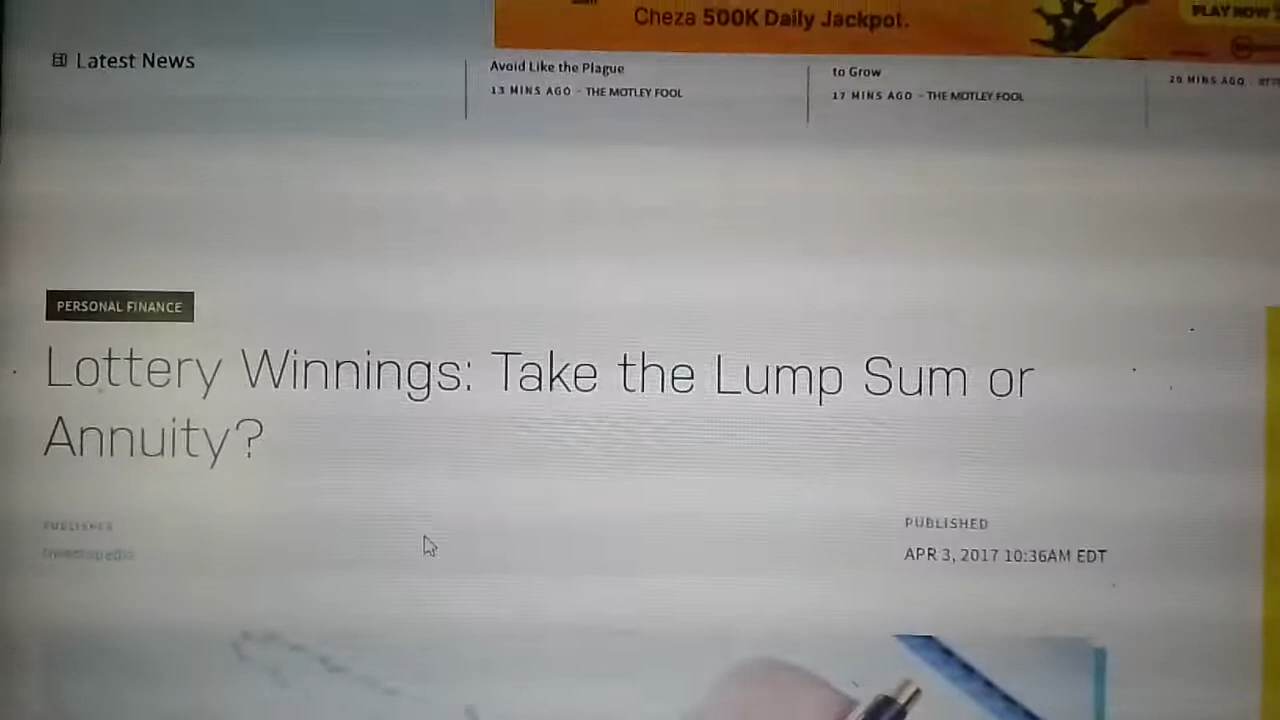 Cheza 500K Daily Jackpot.
PLAY NOW
Latest News
Avoid Like the Plague
13 MINS AGO - THE MOTLEY FOOL
to Grow
17 MINS AGO - THE MOTLEY FOOL
20 MINS AGO
PERSONAL FINANCE
Lottery Winnings: Take the Lump Sum or
Annuity?
PUBLISHER
Investopedia
PUBLISHED
APR 3, 2017 10:36AM EDT